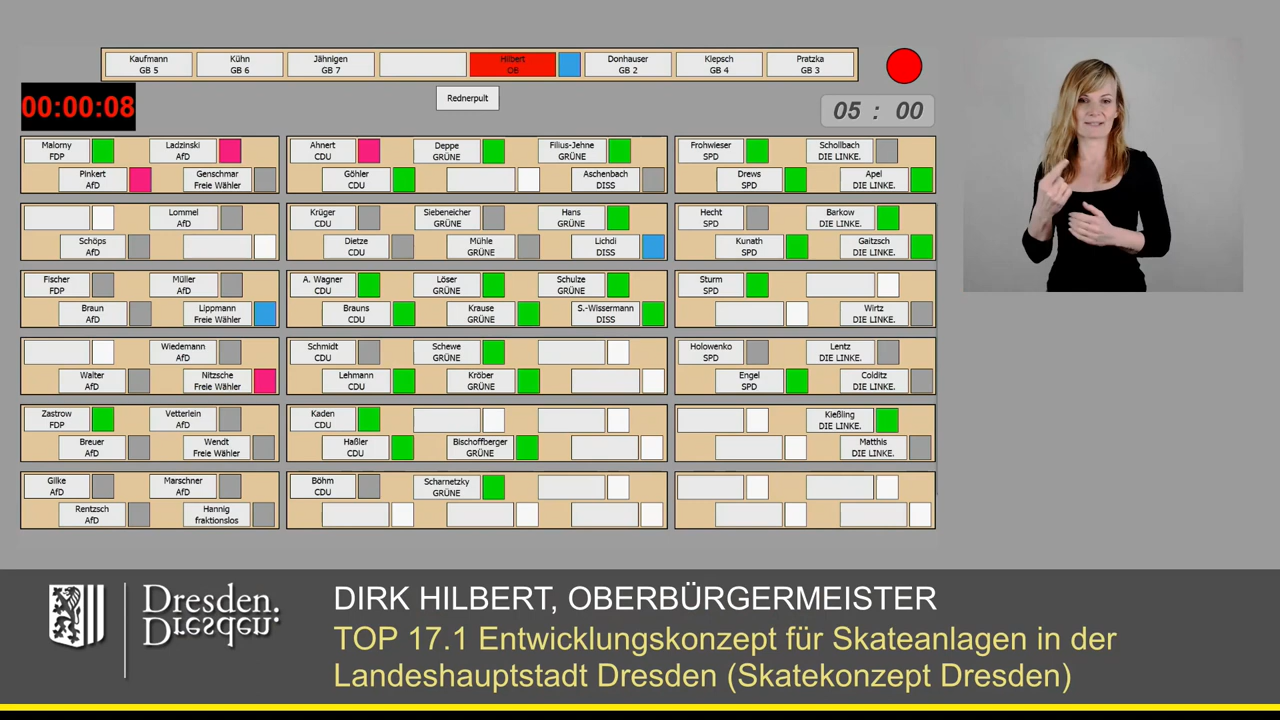 Kaufmann
GB 5
Kühn
GB 6
Jähnigen
GB 7
Hilbert
OB
Donhauser
GB 2
Klepsch
GB 4
Pratzka
GB 3
00:00:08
Rednerpult
05 : 00
Malorny
FDP
Ladzinski
AfD
Pinkert
AfD
Genschmar
Freie Wähler
Ahnert
CDU
Deppe
GRÜNE
Filius-Jehne
GRÜNE
Göhler
CDU
Aschenbach
DISS
Frohwieser
SPD
Schollbach
DIE LINKE.
Drews
SPD
Apel
DIE LINKE.
Lommel
AfD
Schöps
AfD
Krüger
CDU
Siebeneicher
GRÜNE
Hans
GRÜNE
Dietze
CDU
Mühle
GRÜNE
Lichdi
DISS
Hecht
SPD
Barkow
DIE LINKE.
Kunath
SPD
Gaitzsch
DIE LINKE.
Fischer
FDP
Müller
AfD
Braun
AfD
Lippmann
Freie Wähler
A. Wagner
CDU
Löser
GRÜNE
Schulze
GRÜNE
Brauns
CDU
Krause
GRÜNE
S.-Wissermann
DISS
Sturm
SPD
Wirtz
DIE LINKE.
Wiedemann
AfD
Walter
AfD
Nitzsche
Freie Wähler
Schmidt
CDU
Schewe
GRÜNE
Lehmann
CDU
Kröber
GRÜNE
Holowenko
SPD
Lentz
DIE LINKE.
Engel
SPD
Colditz
DIE LINKE.
Zastrow
FDP
Vetterlein
AfD
Breuer
AfD
Wendt
Freie Wähler
Kaden
CDU
Haßler
CDU
Bischoffberger
GRÜNE
Kießling
DIE LINKE.
Matthis
DIE LINKE.
Gilke
AfD
Marschner
AfD
Rentzsch
AfD
Hannig
fraktionslos
Böhm
CDU
Scharnetzky
GRÜNE
Dresden.
Dresden.
DIRK HILBERT, OBERBÜRGERMEISTER
TOP 17.1 Entwicklungskonzept für Skateanlagen in der
Landeshauptstadt Dresden (Skatekonzept Dresden)